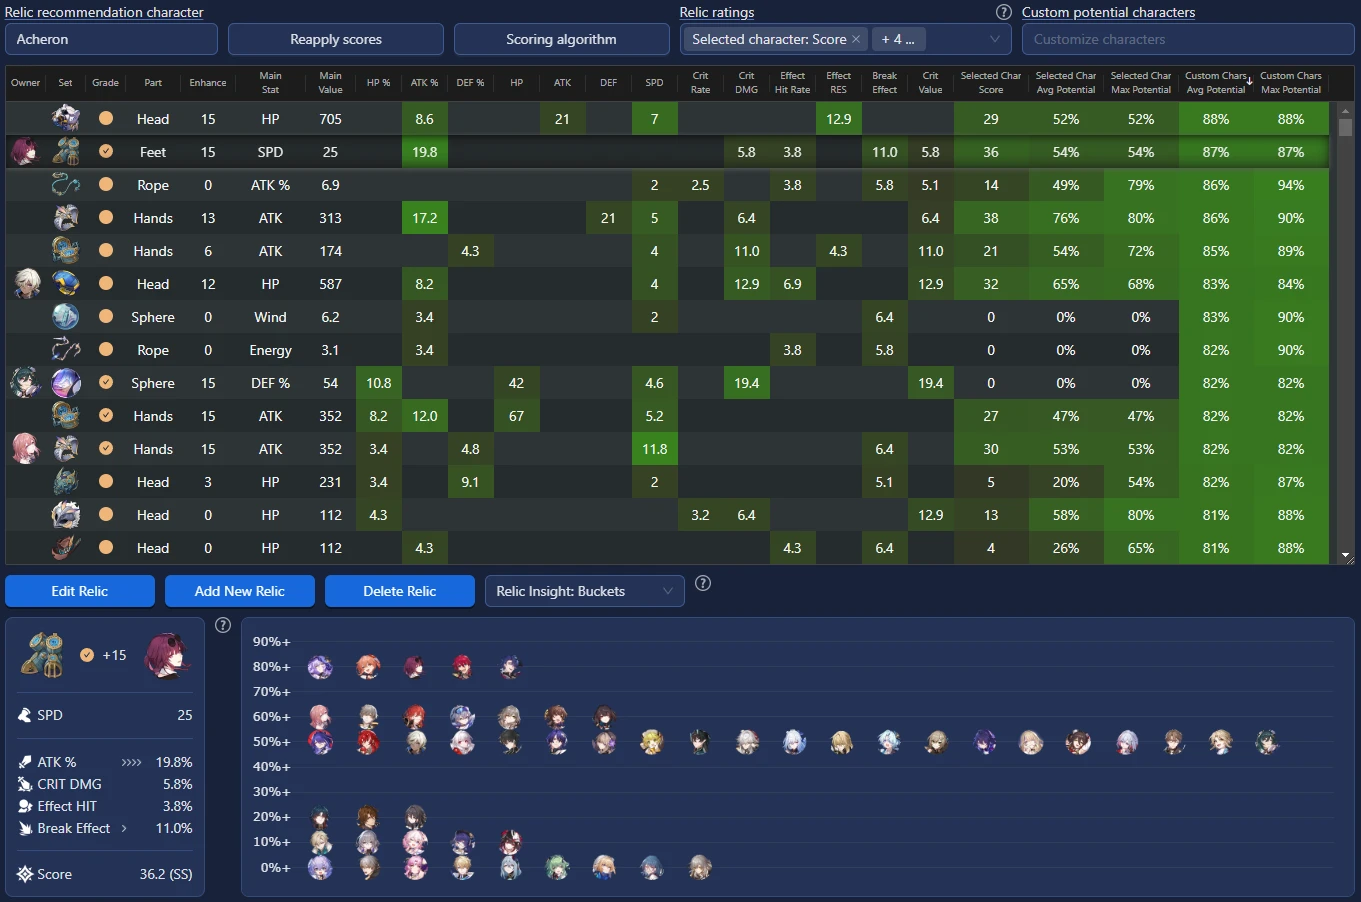 Relic recommendation character
Relic ratings
Custom potential characters
Acheron
Reapply scores
Scoring algorithm
Selected character: Score
+ 4 ...
Customize characters
Owner Set Grade Part Enhance Main Stat Main Value HP % ATK % DEF % HP ATK DEF SPD Crit Rate Crit DMG Effect Hit Rate Effect RES Break Effect Crit Value Selected Char Score Selected Char Avg Potential Selected Char Max Potential Custom Chars Avg Potential Custom Chars Max Potential
Head 15 HP 705 8.6 21 7 12.9 29 52% 52% 88% 88%
Feet 15 SPD 25 19.8 5.8 3.8 11.0 5.8 36 54% 54% 87% 87%
Rope 0 ATK % 6.9 2 2.5 3.8 5.8 5.1 14 49% 79% 86% 94%
Hands 13 ATK 313 17.2 21 5 6.4 6.4 38 76% 80% 86% 90%
Hands 6 ATK 174 4.3 4 11.0 4.3 11.0 21 54% 72% 85% 89%
Head 12 HP 587 8.2 4 12.9 6.9 12.9 32 65% 68% 83% 84%
Sphere 0 Wind 6.2 3.4 2 6.4 0 0% 0% 83% 90%
Rope 0 Energy 3.1 3.4 3.8 5.8 0 0% 0% 82% 90%
Sphere 15 DEF % 54 10.8 42 4.6 19.4 19.4 0 0% 0% 82% 82%
Hands 15 ATK 352 8.2 12.0 67 5.2 27 47% 47% 82% 82%
Hands 15 ATK 352 3.4 4.8 11.8 6.4 30 53% 53% 82% 82%
Head 3 HP 231 3.4 9.1 2 5.1 5 20% 54% 82% 87%
Head 0 HP 112 4.3 3.2 6.4 12.9 13 58% 80% 81% 88%
Head 0 HP 112 4.3 4.3 6.4 4 26% 65% 81% 88%
Edit Relic
Add New Relic
Delete Relic
Relic Insight: Buckets
+15
SPD 25
ATK % >>>> 19.8%
CRIT DMG 5.8%
Effect HIT 3.8%
Break Effect > 11.0%
Score 36.2 (SS)
90%+
80%+
70%+
60%+
50%+
40%+
30%+
20%+
10%+
0%+